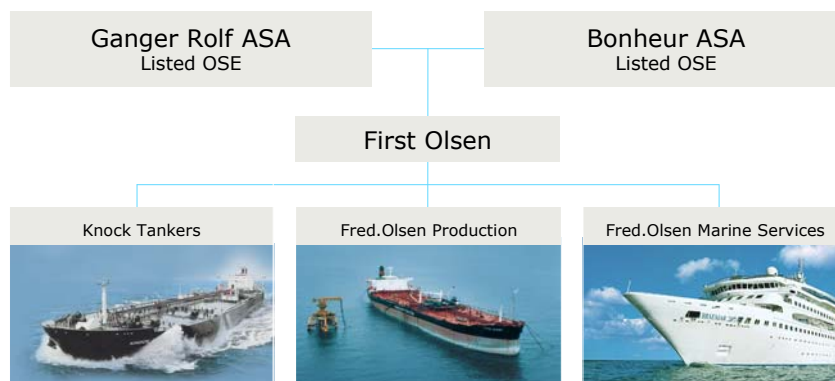 Ganger Rolf ASA
Listed OSE
Bonheur ASA
Listed OSE
First Olsen
Knock Tankers
Fred.Olsen Production
Fred.Olsen Marine Services